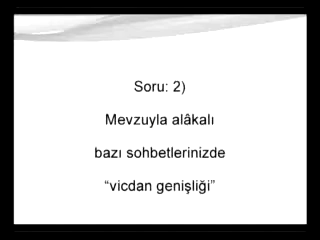 Soru: 2)
Mevzuyla alâkalı
bazı sohbetlerinizde
“vicdan genişliği”